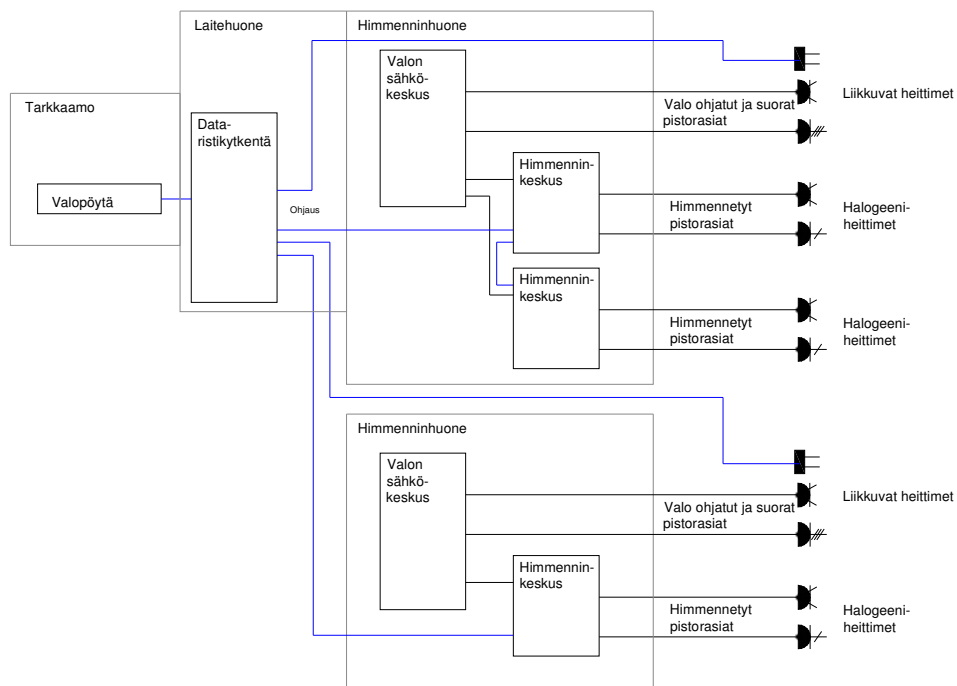 Laitehuone
Himmenninhuone
Tarkkaamo
Valopöytä
Data-
ristikytkentä
Ohjaus
Valon
sähkö-
keskus
Valo ohjatut ja suorat
pistorasiat
Liikkuvat heittimet
Himmennin-
keskus
Himmennetyt
pistorasiat
Halogeeni-
heittimet
Himmennin-
keskus
Himmennetyt
pistorasiat
Halogeeni-
heittimet
Himmenninhuone
Valon
sähkö-
keskus
Valo ohjatut ja suorat
pistorasiat
Liikkuvat heittimet
Himmennin-
keskus
Himmennetyt
pistorasiat
Halogeeni-
heittimet